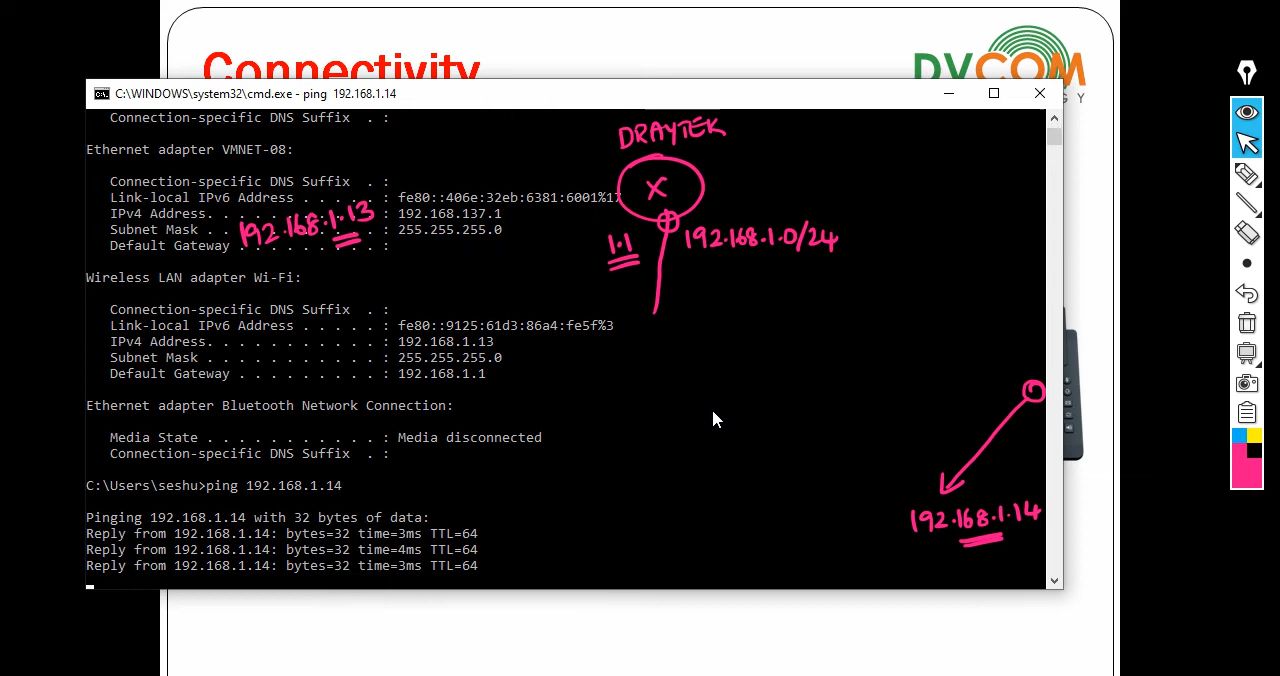 Connectivity
DVCOM
G Y
C:\WINDOWS\system32\cmd.exe - ping 192.168.1.14
Connection-specific DNS Suffix . :
DRAYTEK
Ethernet adapter VMNET-08:
Connection-specific DNS Suffix . :
X
Link-local IPv6 Address . . . . . : fe80::406e:32eb:6381:6001%17
IPv4 Address. . . . . . . . . . . : 192.168.137.1
192.168.1.13
Subnet Mask . . . . . . . . . . . : 255.255.255.0
1.1
192.168.1.0/24
Default Gateway . . . . . . . . . :
Wireless LAN adapter Wi-Fi:
Connection-specific DNS Suffix . :
Link-local IPv6 Address . . . . . : fe80::9125:61d3:86a4:fe5f%3
IPv4 Address. . . . . . . . . . . : 192.168.1.13
Subnet Mask . . . . . . . . . . . : 255.255.255.0
Default Gateway . . . . . . . . . : 192.168.1.1
Ethernet adapter Bluetooth Network Connection:
Media State . . . . . . . . . . . : Media disconnected
Connection-specific DNS Suffix . :
C:\Users\seshu>ping 192.168.1.14
Pinging 192.168.1.14 with 32 bytes of data:
192.168.1.14
Reply from 192.168.1.14: bytes=32 time=3ms TTL=64
Reply from 192.168.1.14: bytes=32 time=4ms TTL=64
Reply from 192.168.1.14: bytes=32 time=3ms TTL=64